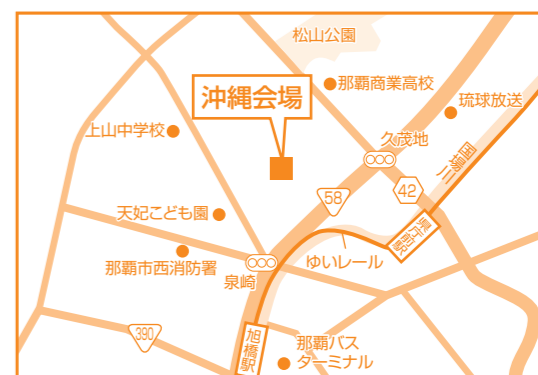 松山公園
那覇商業高校
沖縄会場
琉球放送
上山中学校
久茂地
国場川
58
42
天妃こども園
県庁前駅
那覇市西消防署
泉崎
ゆいレール
390
旭橋駅
那覇バス
ターミナル